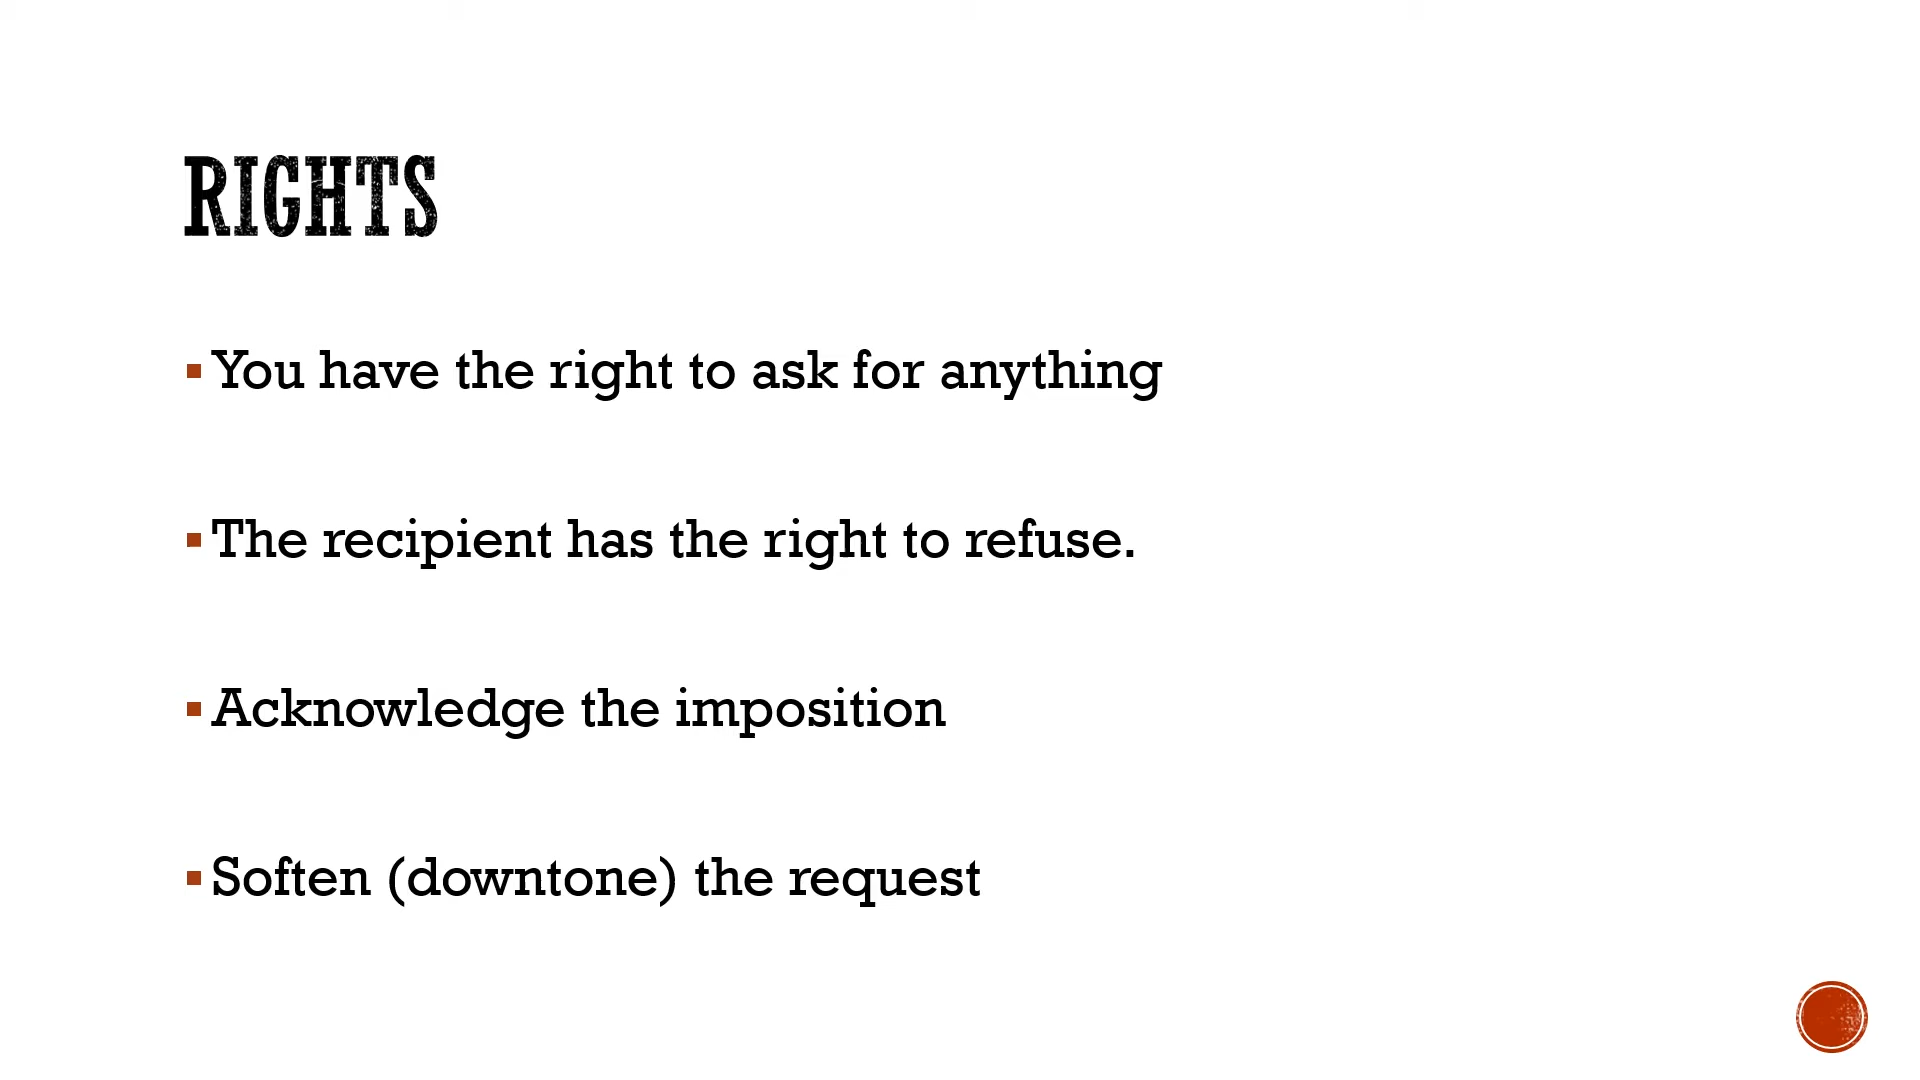 RIGHTS
▪ You have the right to ask for anything
▪ The recipient has the right to refuse.
▪ Acknowledge the imposition
▪ Soften (downtone) the request